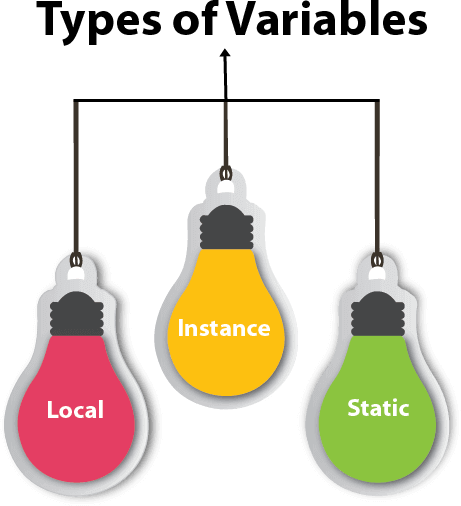 Types of Variables
Instance
Local
Static